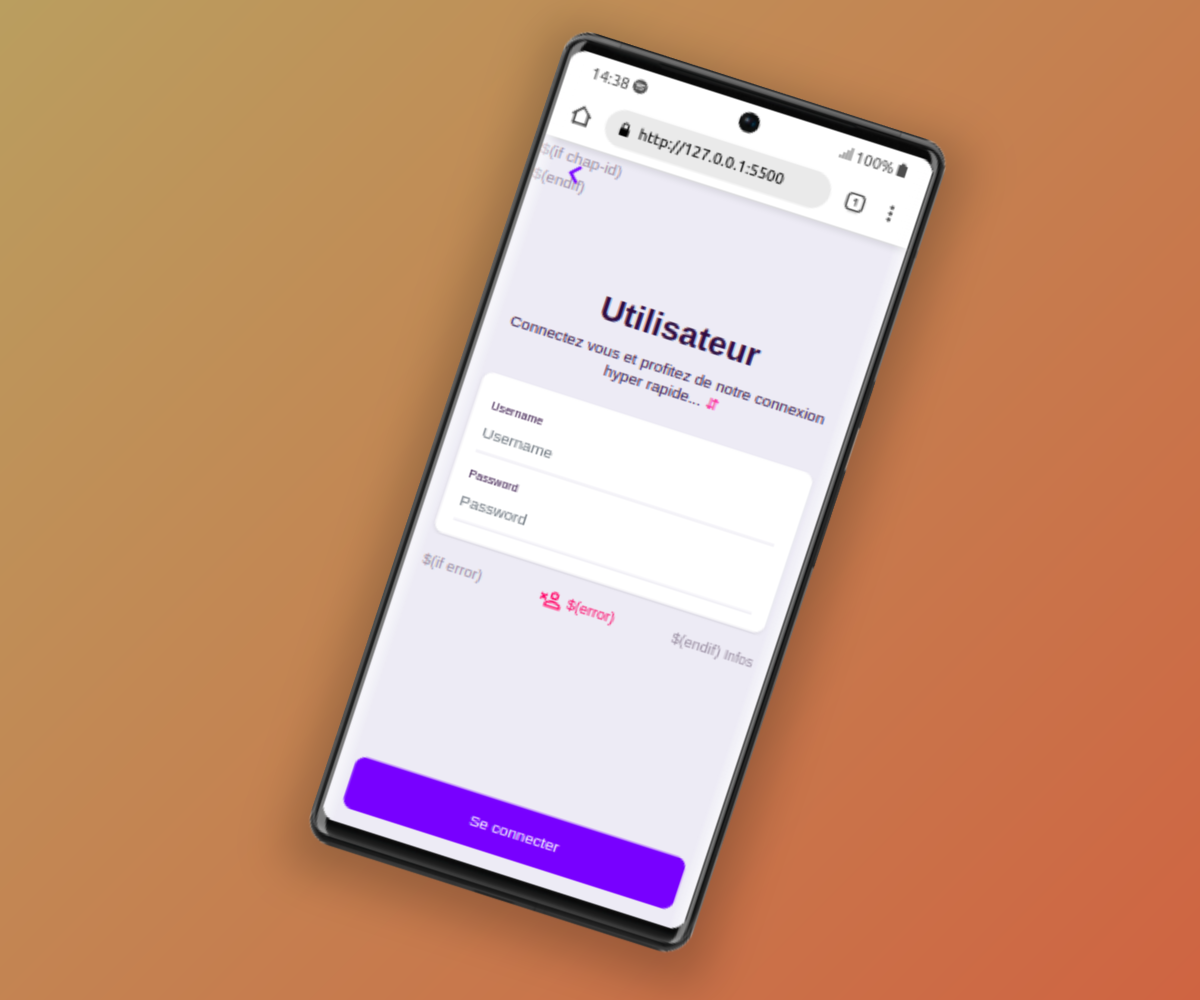 14:38
100%
http://127.0.0.1:5500
1
$(if chap-id)
$(endif)
Utilisateur
Connectez vous et profitez de notre connexion
hyper rapide...
Username
Username
Password
Password
$(if error)
$(error)
$(endif) Infos
Se connecter